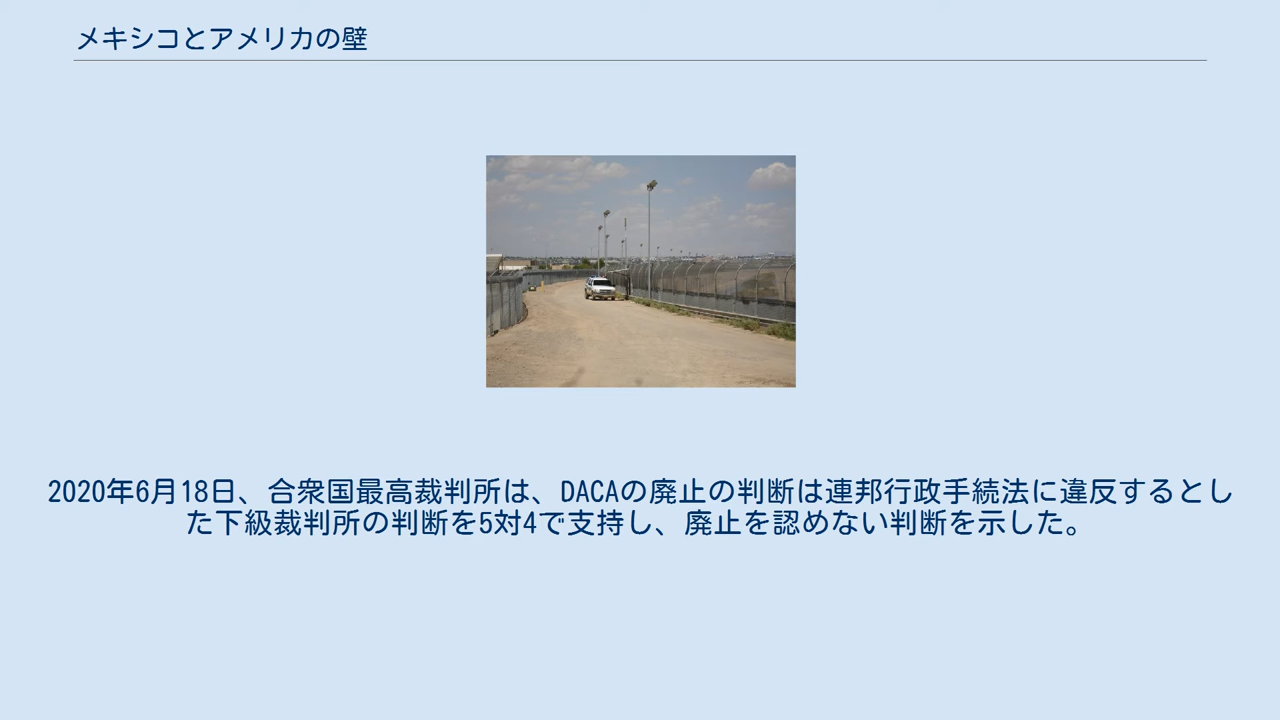 メキシコとアメリカの壁
2020年6月18日、合衆国最高裁判所は、DACAの廃止の判断は連邦行政手続法に違反するとし
た下級裁判所の判断を5対4で支持し、廃止を認めない判断を示した。